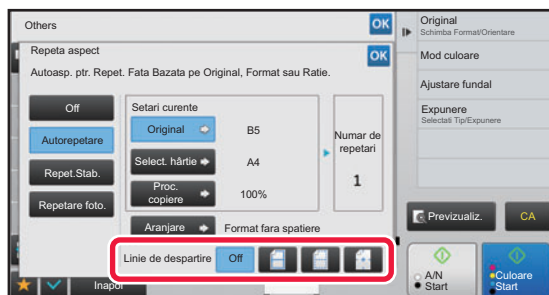 Others
OK
Repeta aspect
OK
Autoasp. ptr. Repet. Fata Bazata pe Original, Format sau Ratie.
Off
Autorepetare
Repet.Stab.
Repetare foto.
Setari curente
Original
B5
Select. hârtie
A4
Proc.
copiere
100%
Numar de
repetari
1
Aranjare
Format fara spatiere
Linie de despartire
Off
Inapoi
Original
Schimba Format/Orientare
Mod culoare
Ajustare fundal
Expunere
Selectati Tip/Expunere
Previzualiz.
CA
A/N
Start
Culoare
Start